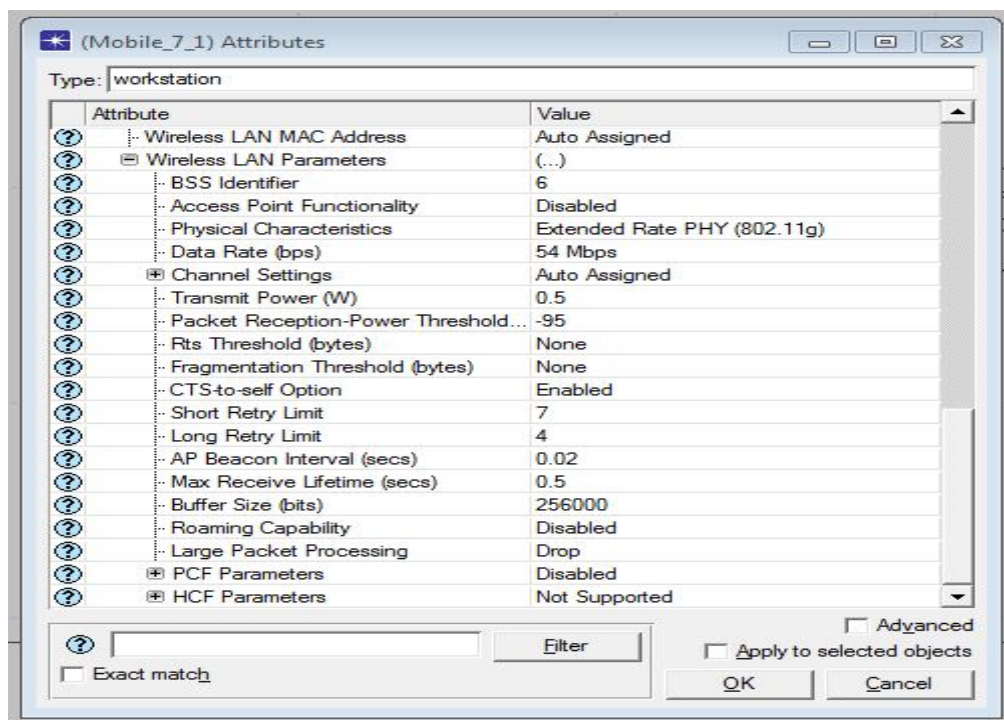 (Mobile_7_1) Attributes
Type: workstation
Attribute Value
Wireless LAN MAC Address Auto Assigned
Wireless LAN Parameters (...)
BSS Identifier 6
Access Point Functionality Disabled
Physical Characteristics Extended Rate PHY (802.11g)
Data Rate (bps) 54 Mbps
Channel Settings Auto Assigned
Transmit Power (W) 0.5
Packet Reception-Power Threshold... -95
Rts Threshold (bytes) None
Fragmentation Threshold (bytes) None
CTS-to-self Option Enabled
Short Retry Limit 7
Long Retry Limit 4
AP Beacon Interval (secs) 0.02
Max Receive Lifetime (secs) 0.5
Buffer Size (bits) 256000
Roaming Capability Disabled
Large Packet Processing Drop
PCF Parameters Disabled
HCF Parameters Not Supported
Advanced
Filter
Apply to selected objects
Exact match
OK Cancel